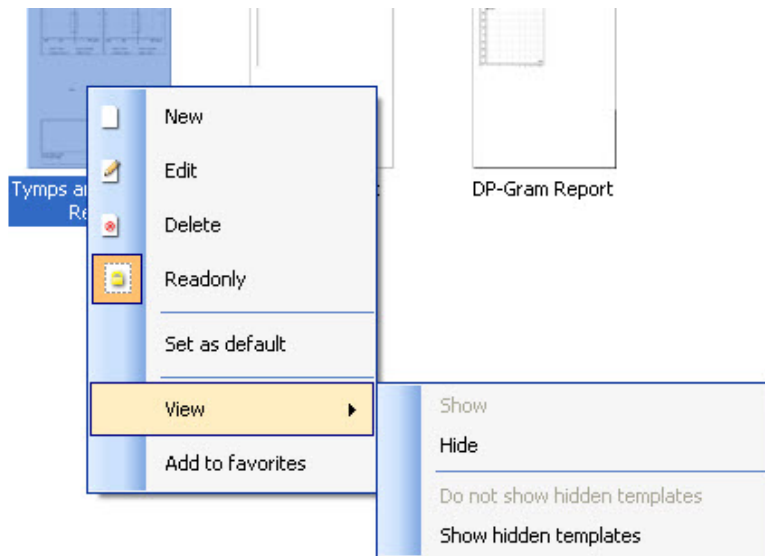 New
Edit
Tymps a
Re
DP-Gram Report
Delete
Readonly
Set as default
View
Show
Hide
Add to favorites
Do not show hidden templates
Show hidden templates